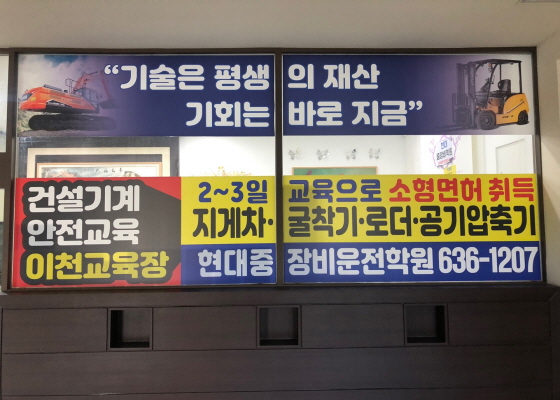 “기술은 평생의 재산
기회는 바로 지금”
건설기계
안전교육
이천교육장
2~3일 교육으로 소형면허 취득
지게차·굴착기·로더·공기압축기
현대중장비운전학원 636-1207